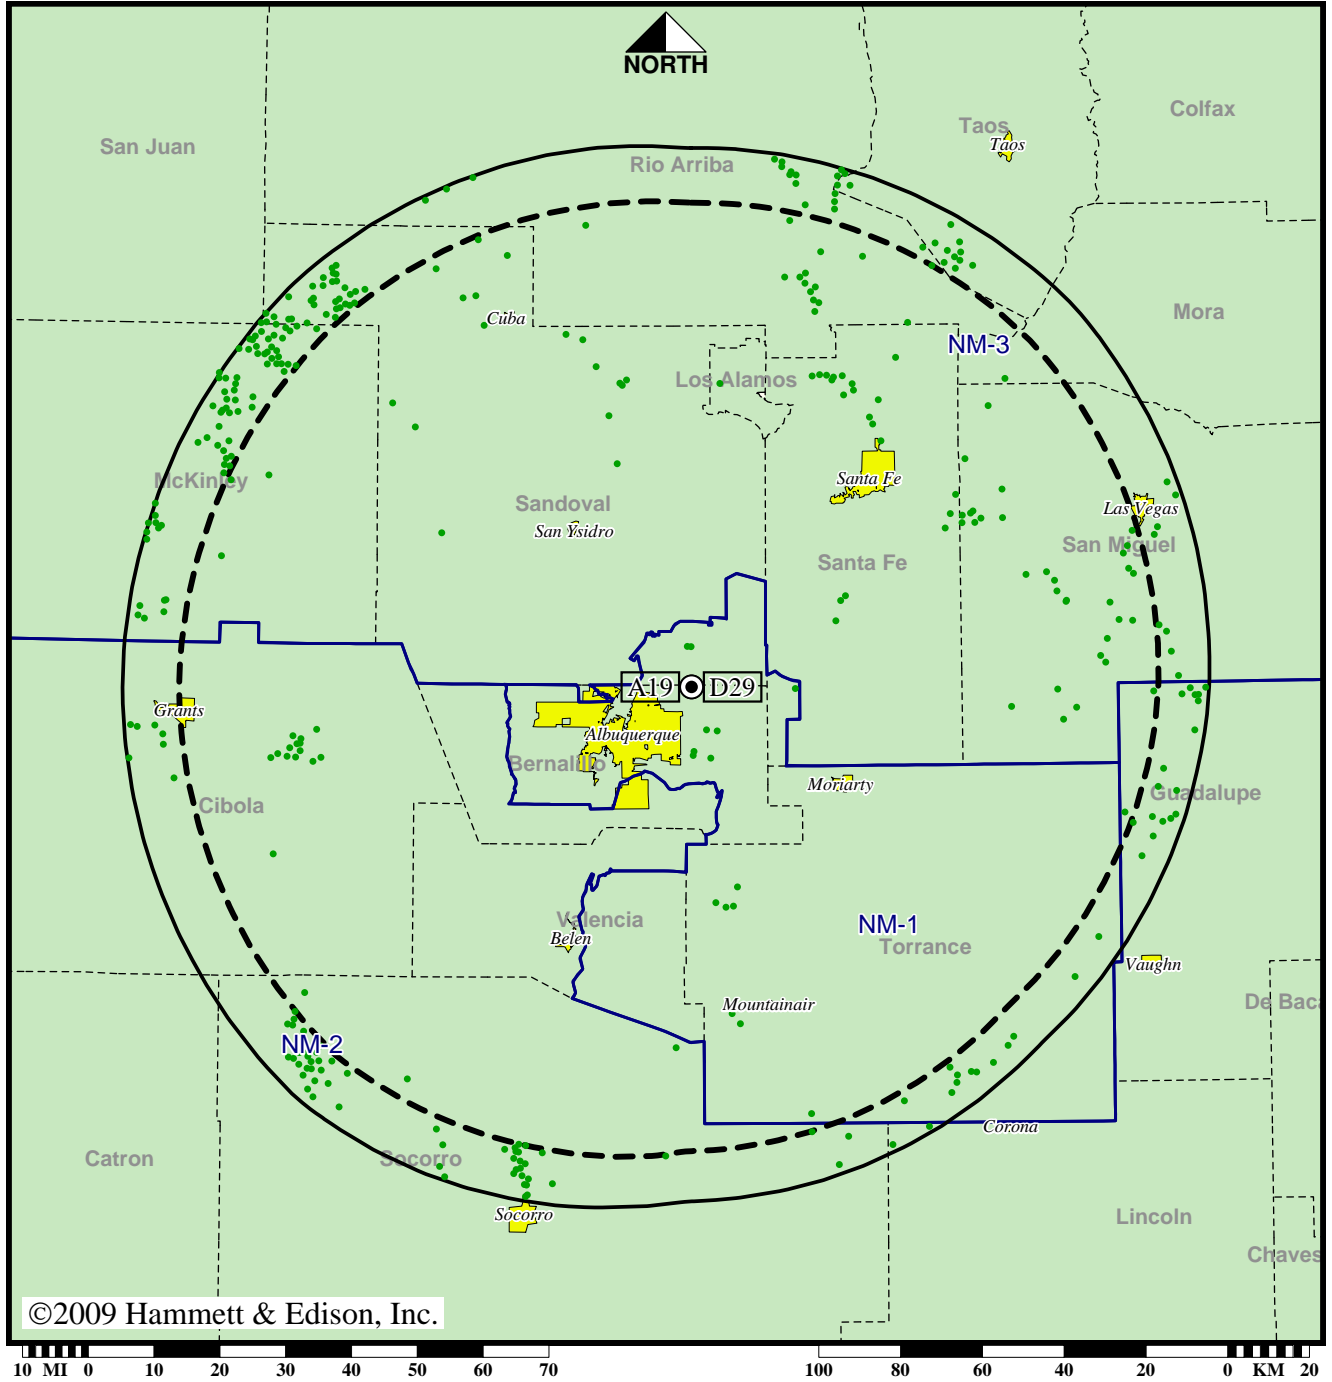 NORTH
Colfax
Taos
Taos
San Juan
Rio Arriba
Mora
Cuba
NM-3
Los Alamos
McKinley
Santa Fe
Sandoval
Las Vegas
San Ysidro
San Miguel
Santa Fe
A19
D29
Grants
Albuquerque
Bernalillo
Moriarty
Guadalupe
Cibola
Valencia
NM-1
Belen
Torrance
Vaughn
Mountainair
De Bac
NM-2
Corona
Catron
Socorro
Socorro
Lincoln
Chaves
©2009 Hammett & Edison, Inc.
10 MI 0 10 20 30 40 50 60 70 100 80 60 40 20 0 KM 20